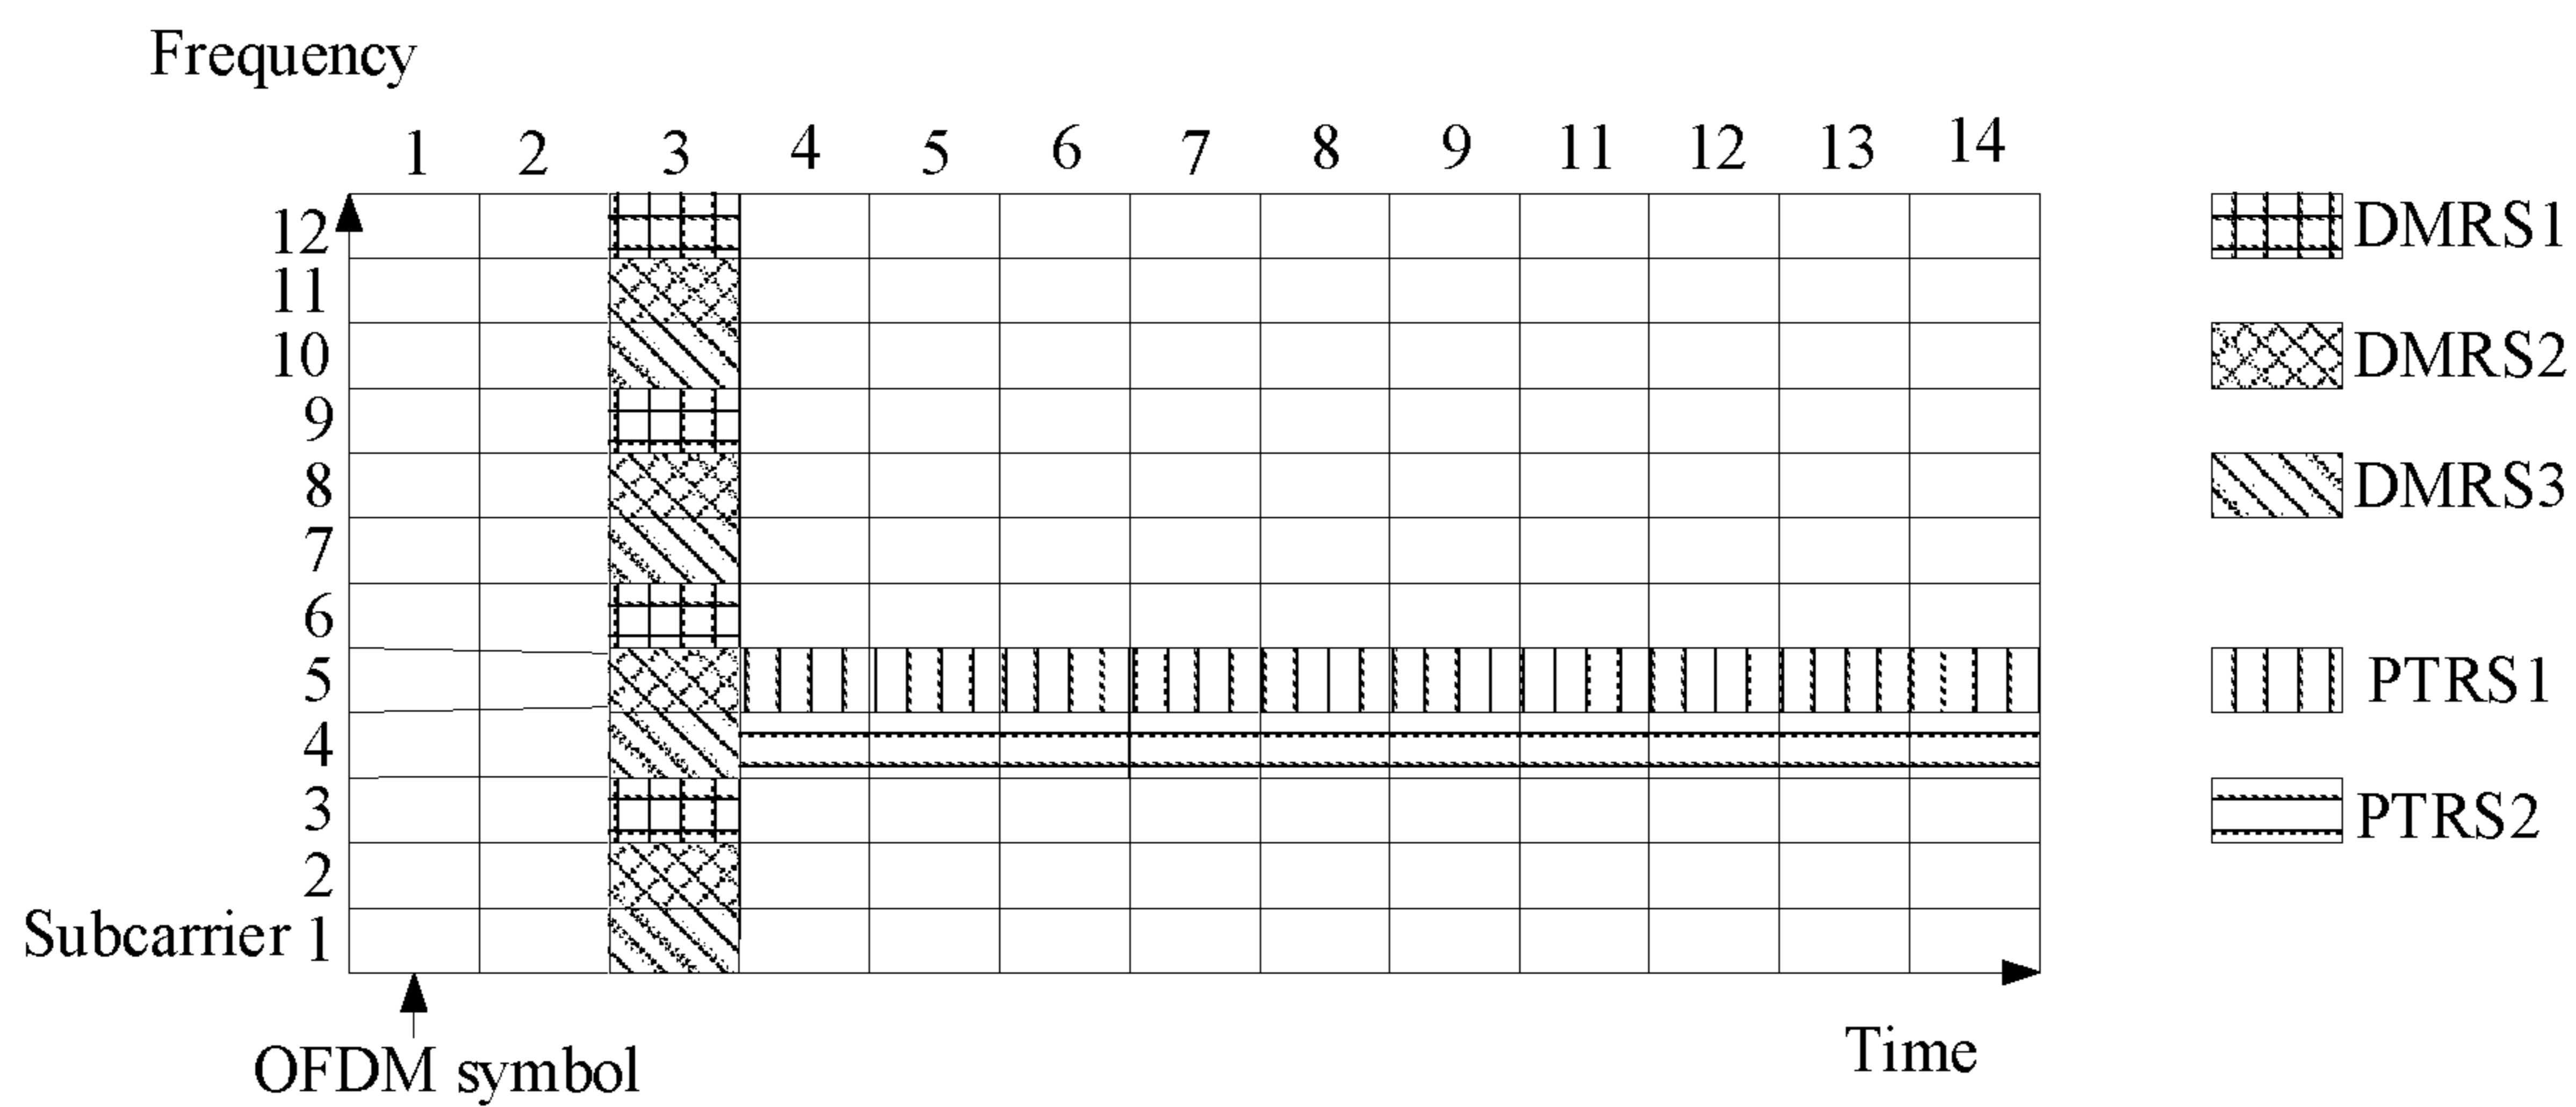 Frequency
1 2 3 4 5 6 7 8 9 11 12 13 14
12 DMRS1
11
10 DMRS2
9
8 DMRS3
7
6
5 PTRS1
4
3 PTRS2
2
Subcarrier 1
OFDM symbol
Time